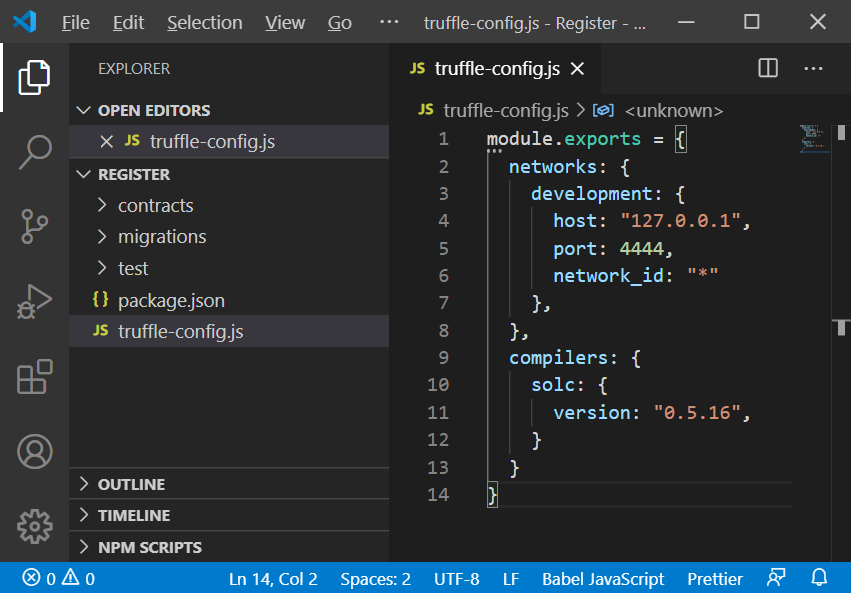 File Edit Selection View Go ··· truffle-config.js - Register - ...
EXPLORER
OPEN EDITORS
JS truffle-config.js
REGISTER
contracts
migrations
test
{} package.json
JS truffle-config.js
OUTLINE
TIMELINE
NPM SCRIPTS
JS truffle-config.js
JS truffle-config.js > <unknown>
1 module.exports = {
2   networks: {
3     development: {
4       host: "127.0.0.1",
5       port: 4444,
6       network_id: "*"
7     },
8   },
9   compilers: {
10     solc: {
11       version: "0.5.16",
12     }
13   }
14 }
0 0 Ln 14, Col 2 Spaces: 2 UTF-8 LF Babel JavaScript Prettier